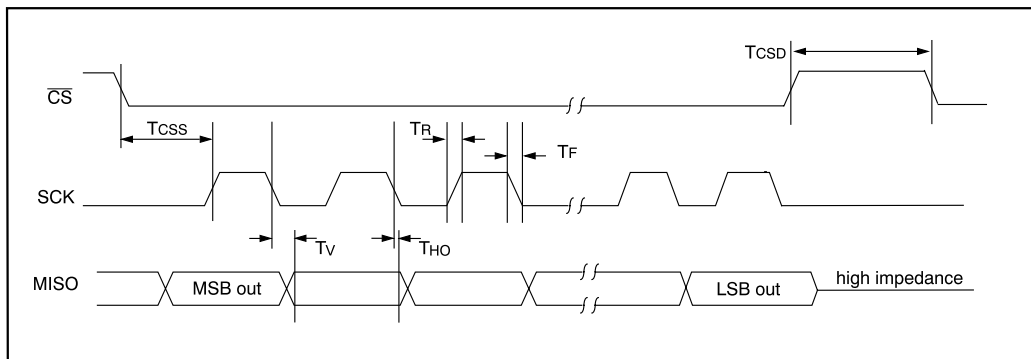 TCSD
CS
TCSS
TR
TF
SCK
TV
THO
MISO
MSB out
LSB out
high impedance